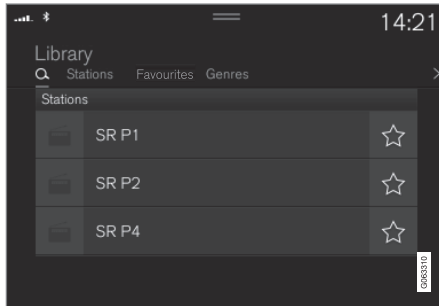 14:21
Library
Stations Favourites Genres
Stations
SR P1
SR P2
SR P4
G063310